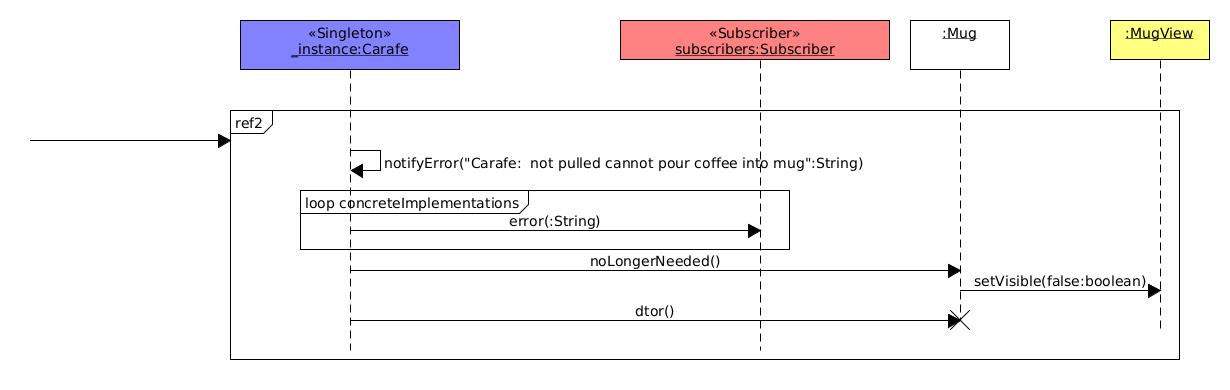 «Singleton»
_instance:Carafe
«Subscriber»
subscribers:Subscriber
:Mug
:MugView
ref2
notifyError("Carafe:  not pulled cannot pour coffee into mug":String)
loop concreteImplementations
error(:String)
noLongerNeeded()
setVisible(false:boolean)
dtor()